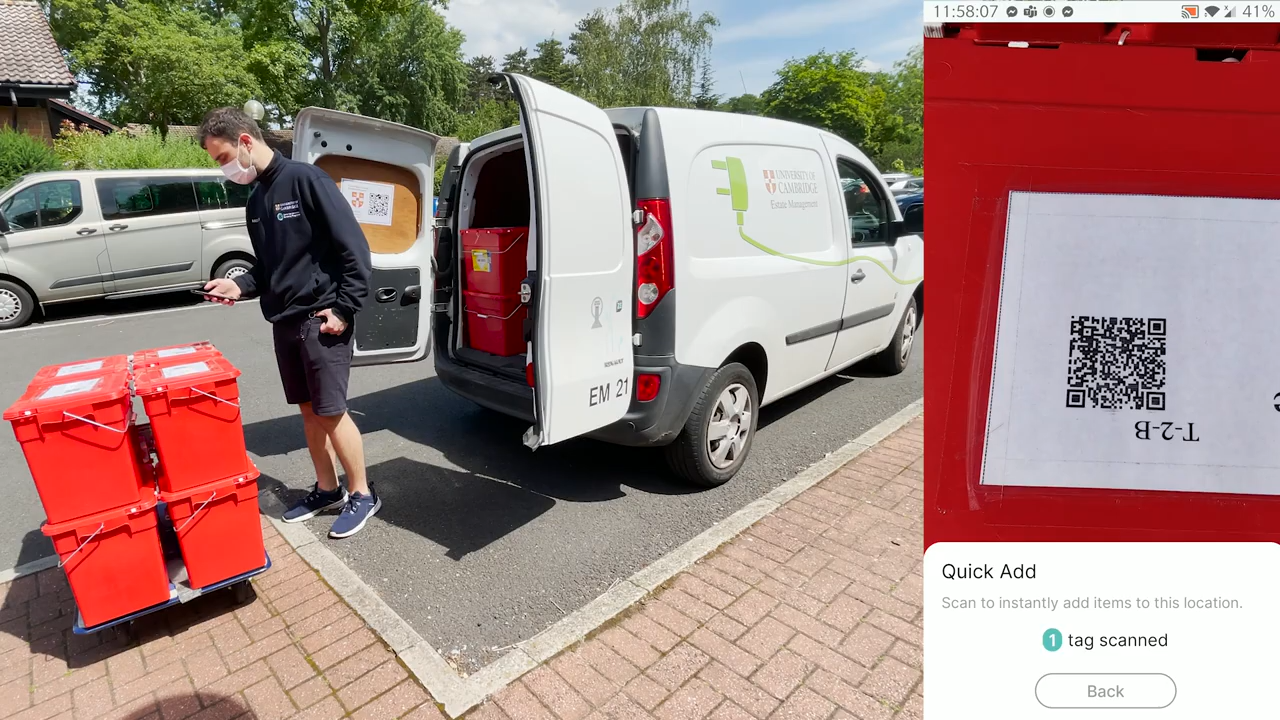 UNIVERSITY OF
CAMBRIDGE
Estate Management
RENAULT
EM 21
11:58:07
41%
T-2-B
Quick Add
Scan to instantly add items to this location.
1 tag scanned
Back